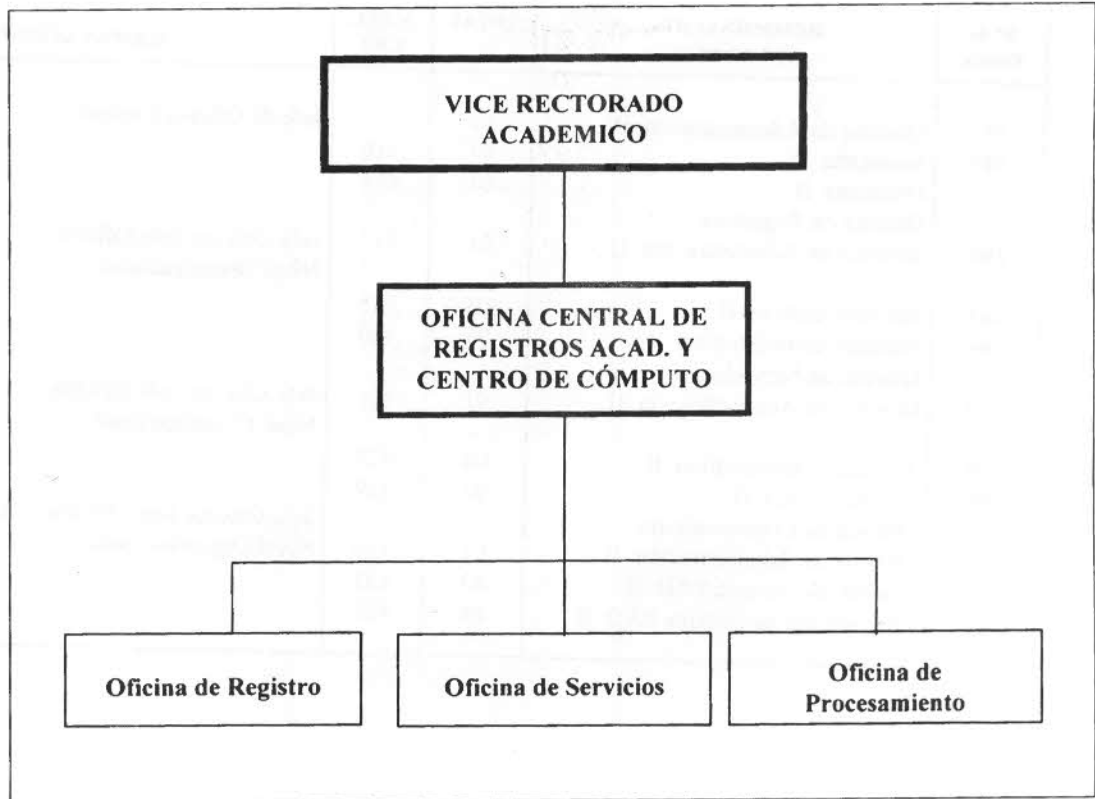 VICE RECTORADO
ACADEMICO
OFICINA CENTRAL DE
REGISTROS ACAD. Y
CENTRO DE CÓMPUTO
Oficina de Registro
Oficina de Servicios
Oficina de
Procesamiento